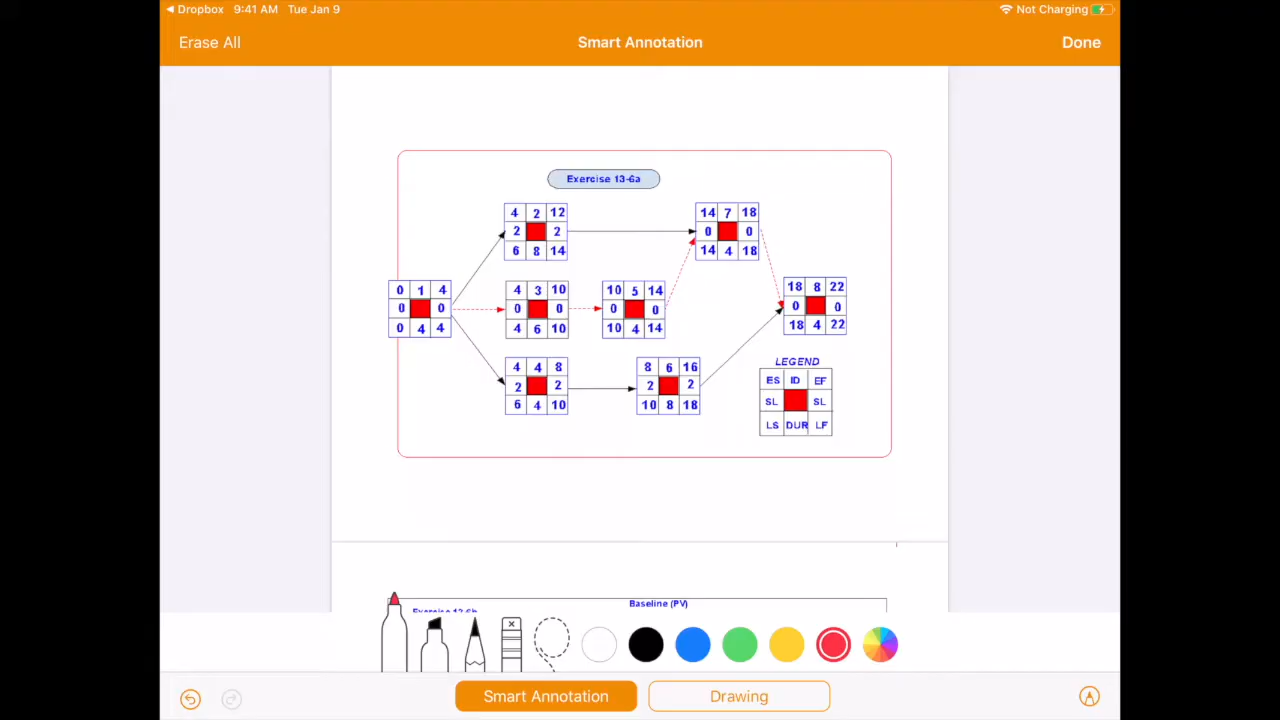 Dropbox 9:41 AM Tue Jan 9 Not Charging
Erase All Smart Annotation Done
Exercise 13-6a
4 2 12
2 2
6 8 14
14 7 18
0 0
14 4 18
0 1 4
0 0
0 4 4
4 3 10
0 0
4 6 10
10 5 14
0 0
10 4 14
18 8 22
0 0
18 4 22
4 4 8
2 2
6 4 10
8 6 16
2 2
10 8 18
LEGEND
ES ID EF
SL SL
LS DUR LF
Baseline (PV)
Exercise 13-6b
Smart Annotation Drawing